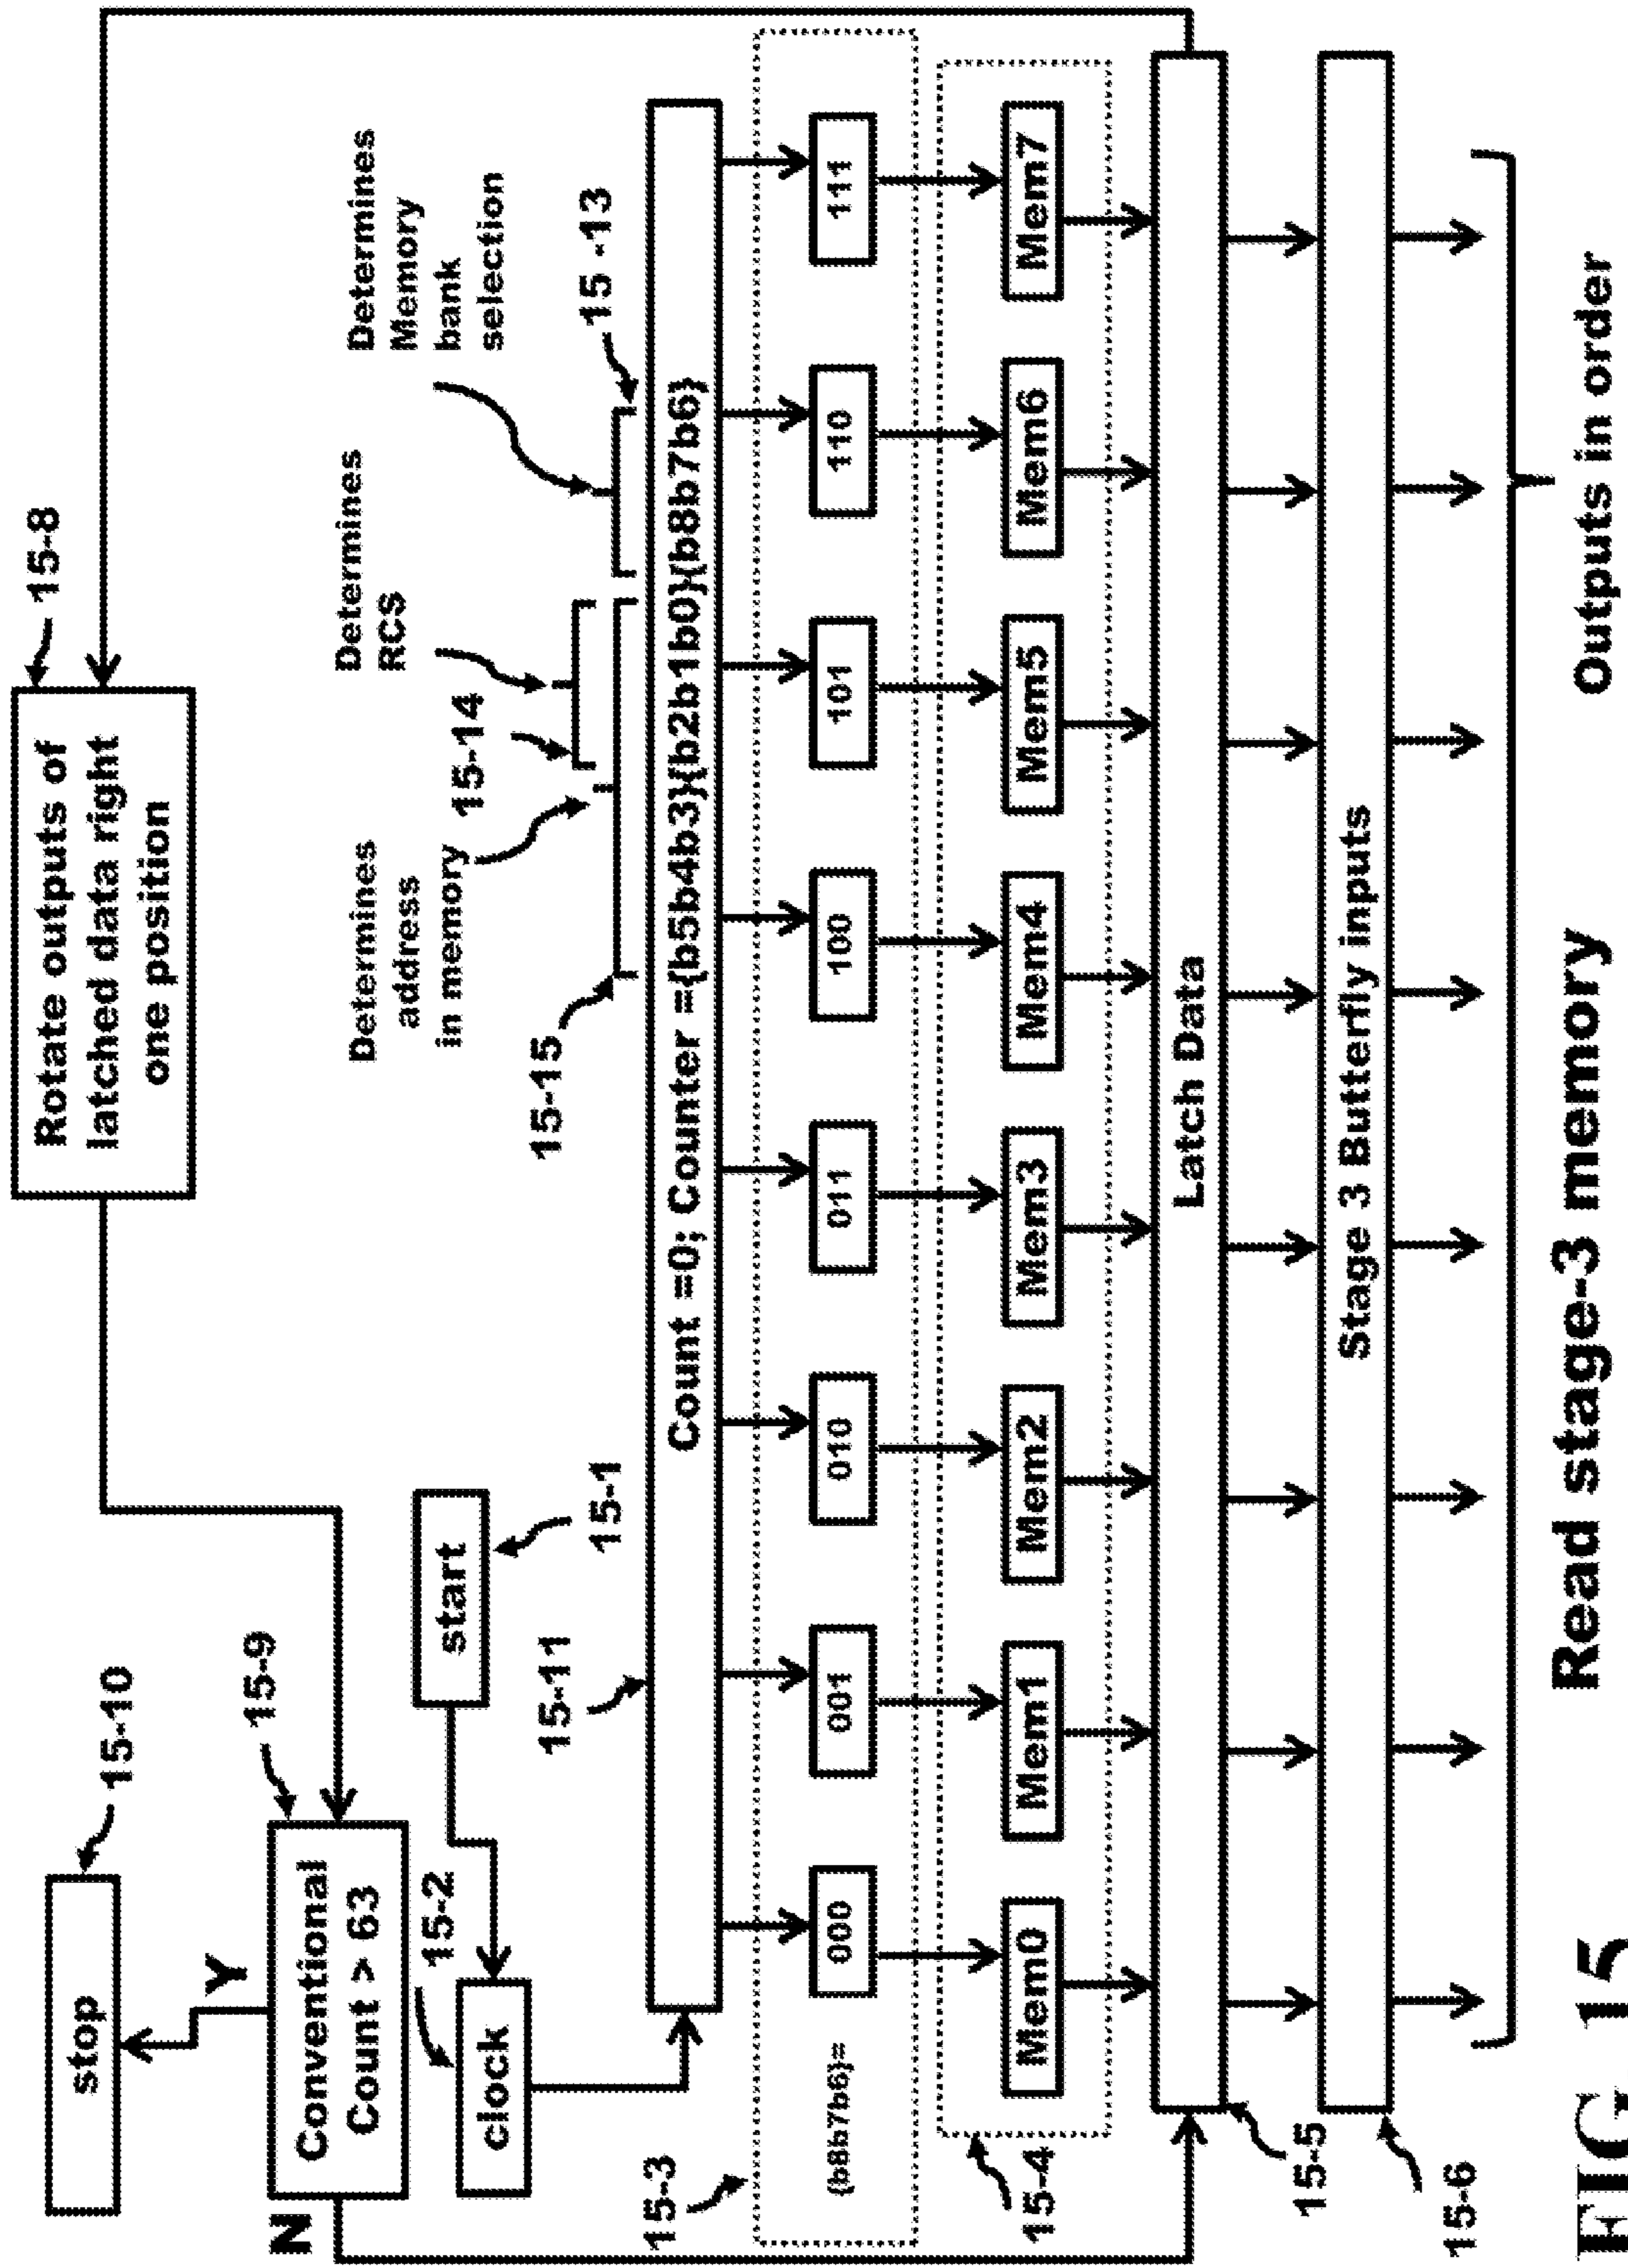 stop
15-10
Y
Conventional
Count > 63
15-9
N
Rotate outputs of
latched data right
one position
15-8
start
15-1
clock
15-2
15-11
Determines
address
in memory
15-15
15-14
Determines
RCS
Determines
Memory
bank
selection
15 -13
Count =0; Counter ={b5b4b3}{b2b1b0}{b8b7b6}
15-3
{b8b7b6}=
000
001
010
011
100
101
110
111
15-4
Mem0
Mem1
Mem2
Mem3
Mem4
Mem5
Mem6
Mem7
Latch Data
15-5
Stage 3 Butterfly inputs
15-6
Outputs in order
Read stage-3 memory
FIG. 15